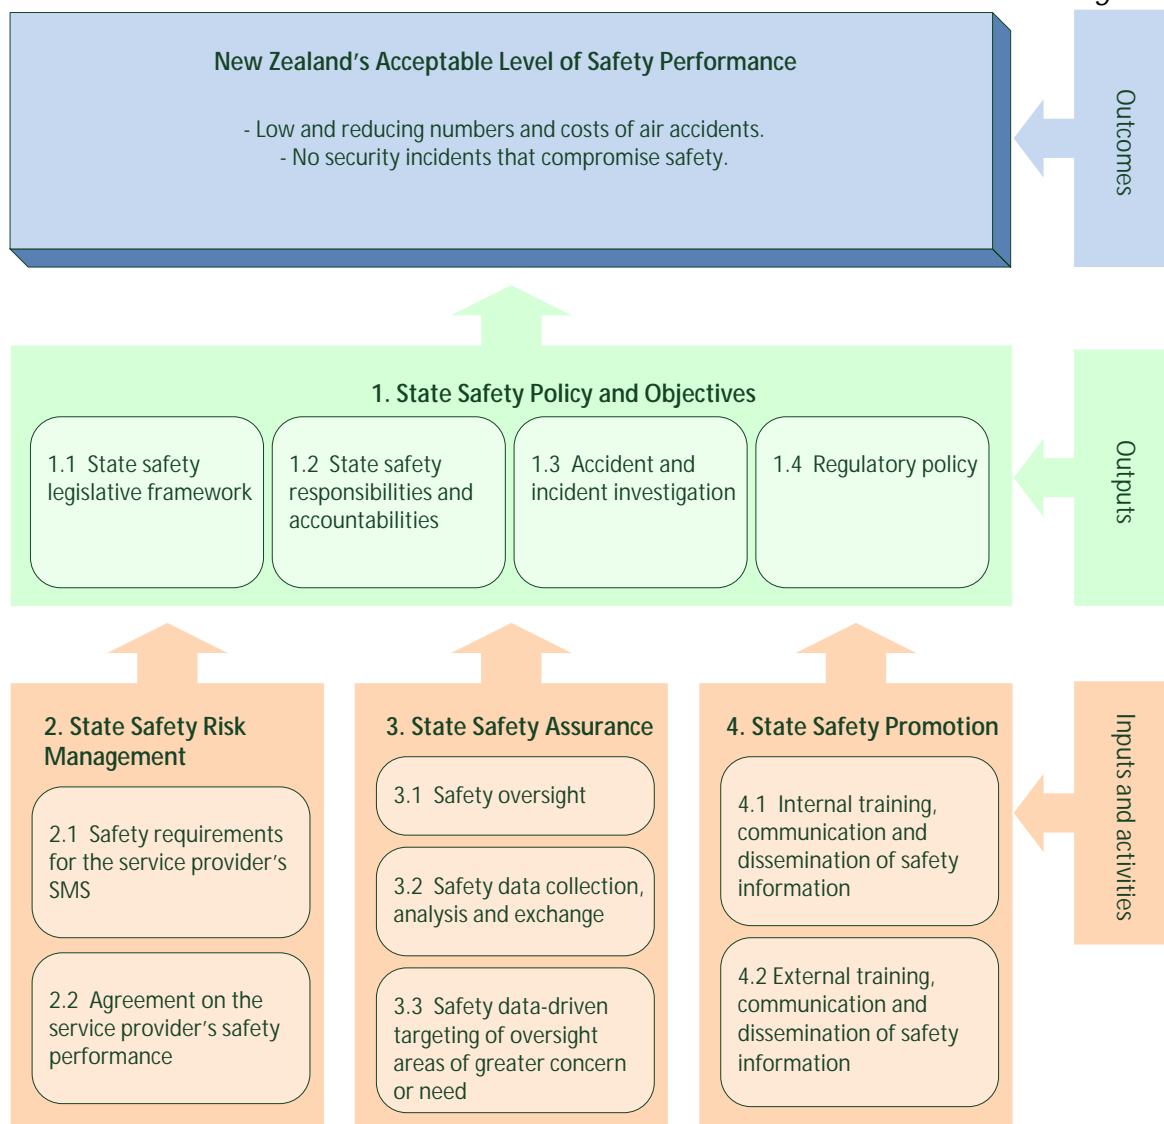 New Zealand's Acceptable Level of Safety Performance
- Low and reducing numbers and costs of air accidents.
- No security incidents that compromise safety.
Outcomes
1. State Safety Policy and Objectives
1.1 State safety
legislative framework
1.2 State safety
responsibilities and
accountabilities
1.3 Accident and
incident investigation
1.4 Regulatory policy
Outputs
2. State Safety Risk
Management
2.1 Safety requirements
for the service provider's
SMS
2.2 Agreement on the
service provider's safety
performance
3. State Safety Assurance
3.1 Safety oversight
3.2 Safety data collection,
analysis and exchange
3.3 Safety data-driven
targeting of oversight
areas of greater concern
or need
4. State Safety Promotion
4.1 Internal training,
communication and
dissemination of safety
information
4.2 External training,
communication and
dissemination of safety
information
Inputs and activities